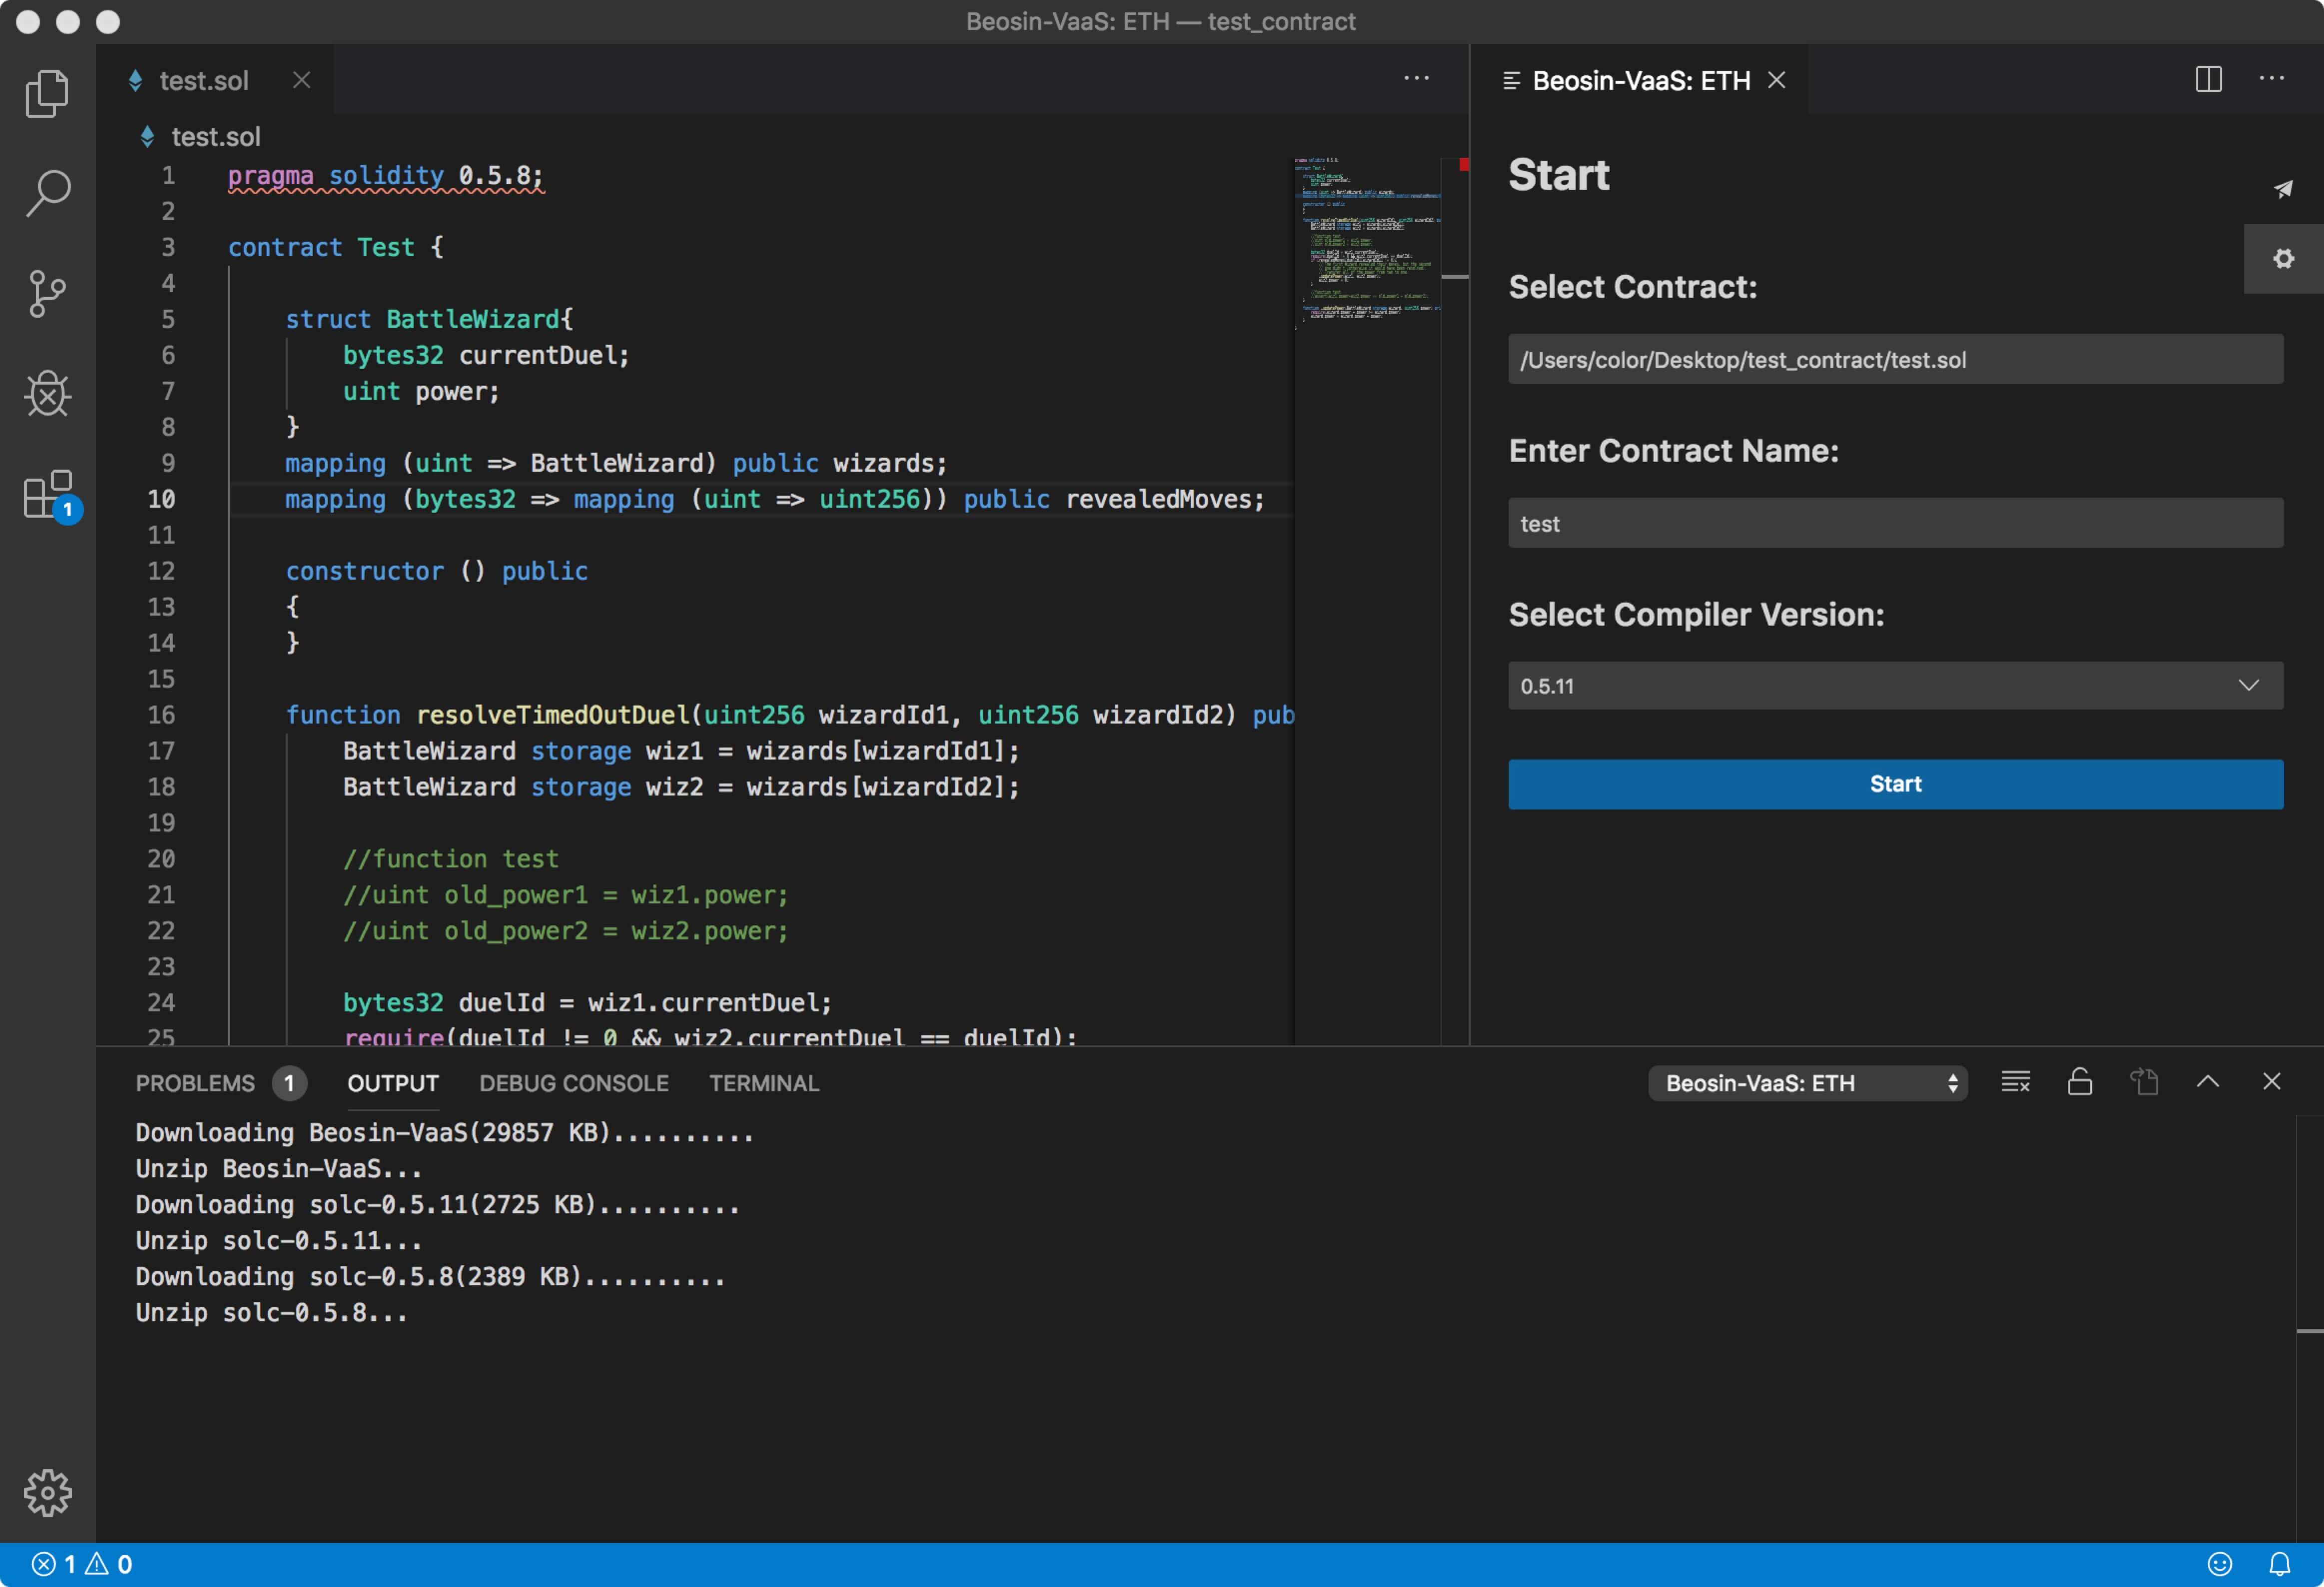 Beosin-VaaS: ETH — test_contract
test.sol
Beosin-VaaS: ETH
test.sol
1 pragma solidity 0.5.8;
2
3 contract Test {
4
5 struct BattleWizard{
6 bytes32 currentDuel;
7 uint power;
8 }
9 mapping (uint => BattleWizard) public wizards;
10 mapping (bytes32 => mapping (uint => uint256)) public revealedMoves;
11
12 constructor () public
13 {
14 }
15
16 function resolveTimedOutDuel(uint256 wizardId1, uint256 wizardId2) pub
17 BattleWizard storage wiz1 = wizards[wizardId1];
18 BattleWizard storage wiz2 = wizards[wizardId2];
19
20 //function test
21 //uint old_power1 = wiz1.power;
22 //uint old_power2 = wiz2.power;
23
24 bytes32 duelId = wiz1.currentDuel;
25 require(duelId != 0 && wiz2.currentDuel == duelId);
Start
Select Contract:
/Users/color/Desktop/test_contract/test.sol
Enter Contract Name:
test
Select Compiler Version:
0.5.11
Start
1
PROBLEMS 1 OUTPUT DEBUG CONSOLE TERMINAL Beosin-VaaS: ETH
Downloading Beosin-VaaS(29857 KB)..........
Unzip Beosin-VaaS...
Downloading solc-0.5.11(2725 KB)..........
Unzip solc-0.5.11...
Downloading solc-0.5.8(2389 KB)..........
Unzip solc-0.5.8...
1 0